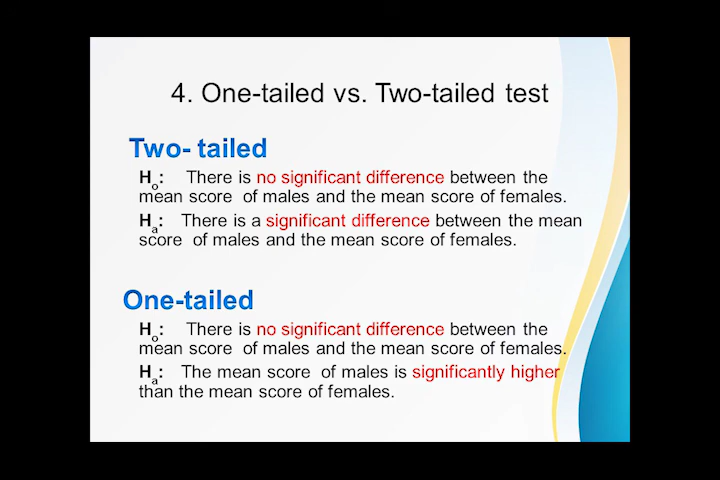 4. One-tailed vs. Two-tailed test
Two- tailed
Ho: There is no significant difference between the
mean score of males and the mean score of females.
Ha: There is a significant difference between the mean
score of males and the mean score of females.
One-tailed
Ho: There is no significant difference between the
mean score of males and the mean score of females.
Ha: The mean score of males is significantly higher
than the mean score of females.